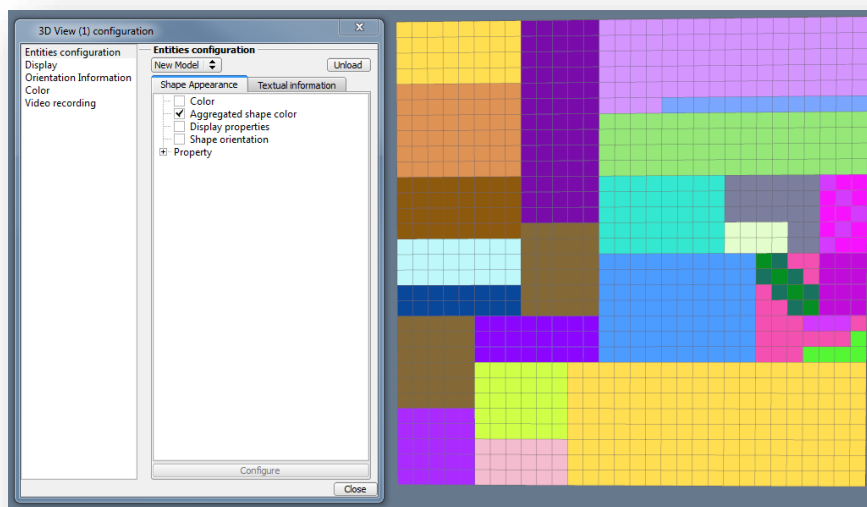 3D View (1) configuration
Entities configuration
Display
Orientation Information
Color
Video recording
Entities configuration
New Model
Unload
Shape Appearance
Textual information
Color
Aggregated shape color
Display properties
Shape orientation
Property
Configure
Close